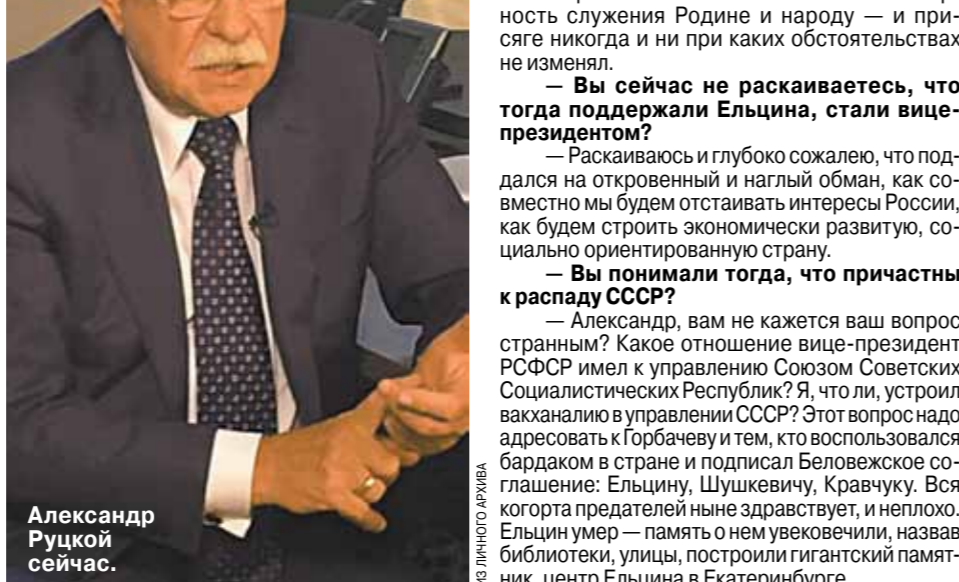 ность служения Родине и народу — и при-
сяге никогда и ни при каких обстоятельствах
не изменял.
— Вы сейчас не раскаиваетесь, что
тогда поддержали Ельцина, стали вице-
президентом?
— Раскаиваюсь и глубоко сожалею, что под-
дался на откровенный и наглый обман, как со-
вместно мы будем отстаивать интересы России,
как будем строить экономически развитую, со-
циально ориентированную страну.
— Вы понимали тогда, что причастны
к распаду СССР?
— Александр, вам не кажется ваш вопрос
странным? Какое отношение вице-президент
РСФСР имел к управлению Союзом Советских
Социалистических Республик? Я, что ли, устроил
вакханалию в управлении СССР? Этот вопрос надо
адресовать к Горбачеву и тем, кто воспользовался
бардаком в стране и подписал Беловежское со-
глашение: Ельцину, Шушкевичу, Кравчуку. Вся
когорта предателей ныне здравствует, и неплохо.
Ельцин умер — память о нем увековечили, назвав
библиотеки, улицы, построили гигантский памят-
ник, центр Ельцина в Екатеринбурге.
Александр
Руцкой
сейчас.
ИЗ ЛИЧНОГО АРХИВА